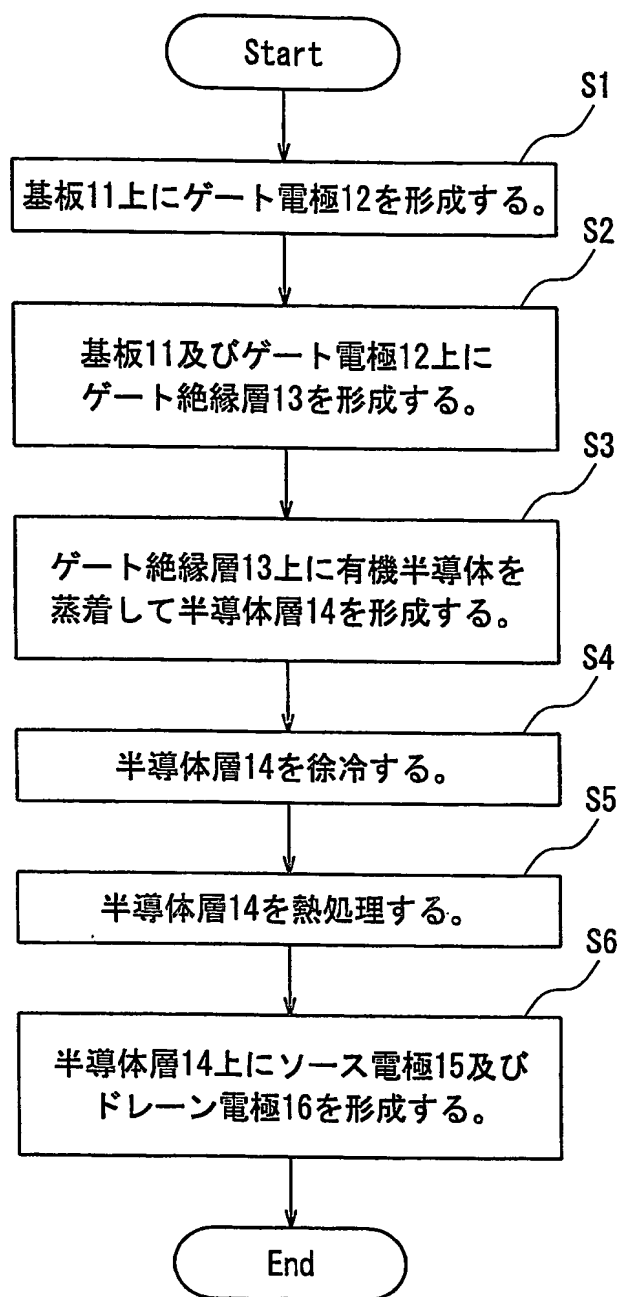 Start
S1
基板11上にゲート電極12を形成する。
S2
基板11及びゲート電極12上に
ゲート絶縁層13を形成する。
S3
ゲート絶縁層13上に有機半導体を
蒸着して半導体層14を形成する。
S4
半導体層14を徐冷する。
S5
半導体層14を熱処理する。
S6
半導体層14上にソース電極15及び
ドレーン電極16を形成する。
End